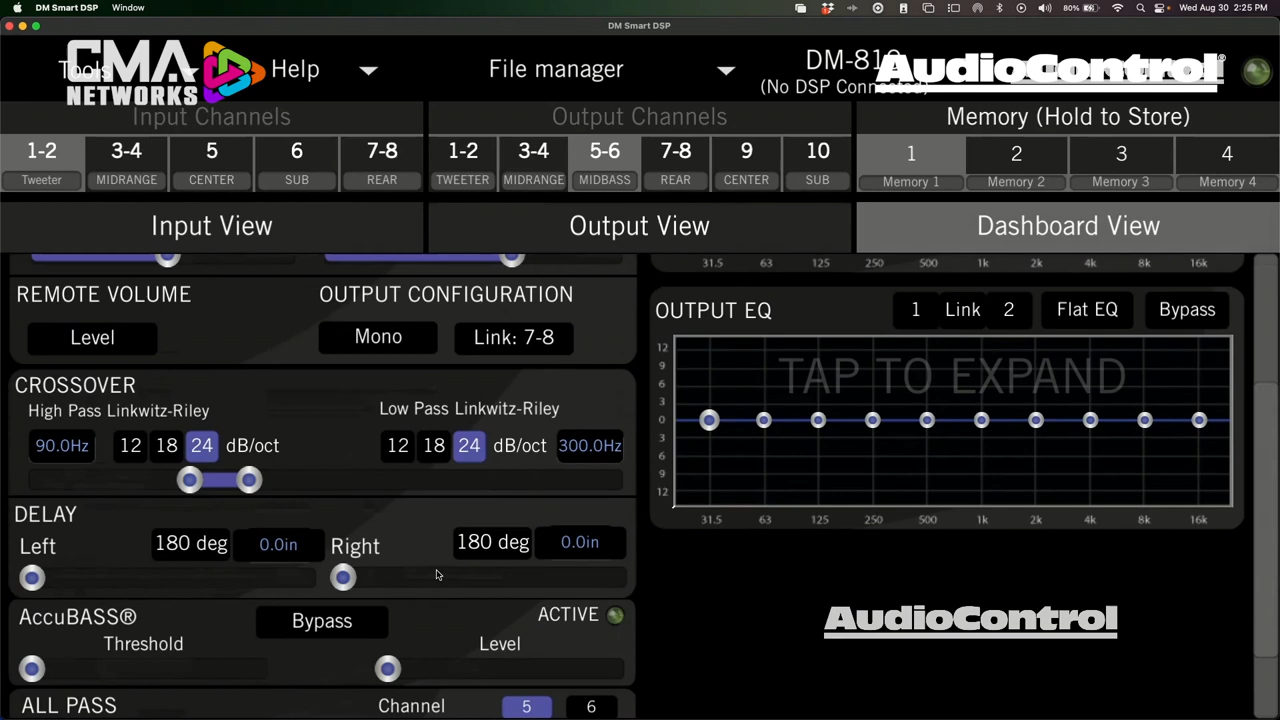 DM Smart DSP Window 80% Wed Aug 30 2:25 PM
DM Smart DSP
CMA NETWORKS
Tools Help File manager DM-810
(No DSP Connected)
AudioControl®
Input Channels Output Channels Memory (Hold to Store)
1-2 3-4 5 6 7-8 1-2 3-4 5-6 7-8 9 10 1 2 3 4
Tweeter MIDRANGE CENTER SUB REAR TWEETER MIDRANGE MIDBASS REAR CENTER SUB Memory 1 Memory 2 Memory 3 Memory 4
Input View Output View Dashboard View
31.5 63 125 250 500 1k 2k 4k 8k 16k
REMOTE VOLUME OUTPUT CONFIGURATION
Level Mono Link: 7-8
OUTPUT EQ 1 Link 2 Flat EQ Bypass
TAP TO EXPAND
12
9
6
3
0
3
6
9
12
31.5 63 125 250 500 1k 2k 4k 8k 16k
CROSSOVER
High Pass Linkwitz-Riley Low Pass Linkwitz-Riley
90.0Hz 12 18 24 dB/oct 12 18 24 dB/oct 300.0Hz
DELAY
Left 180 deg 0.0in Right 180 deg 0.0in
AccuBASS® Bypass ACTIVE
Threshold Level
ALL PASS Channel 5 6
AudioControl